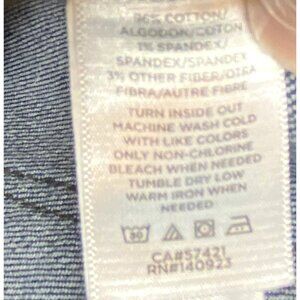 96% COTTON/
ALGODON/COTON
1% SPANDEX/
SPANDEX/SPANDEX
3% OTHER FIBER/OTRA
FIBRA/AUTRE FIBRE
TURN INSIDE OUT
MACHINE WASH COLD
WITH LIKE COLORS
ONLY NON-CHLORINE
BLEACH WHEN NEEDED
TUMBLE DRY LOW
WARM IRON WHEN
NEEDED
CA#57421
RN#140923